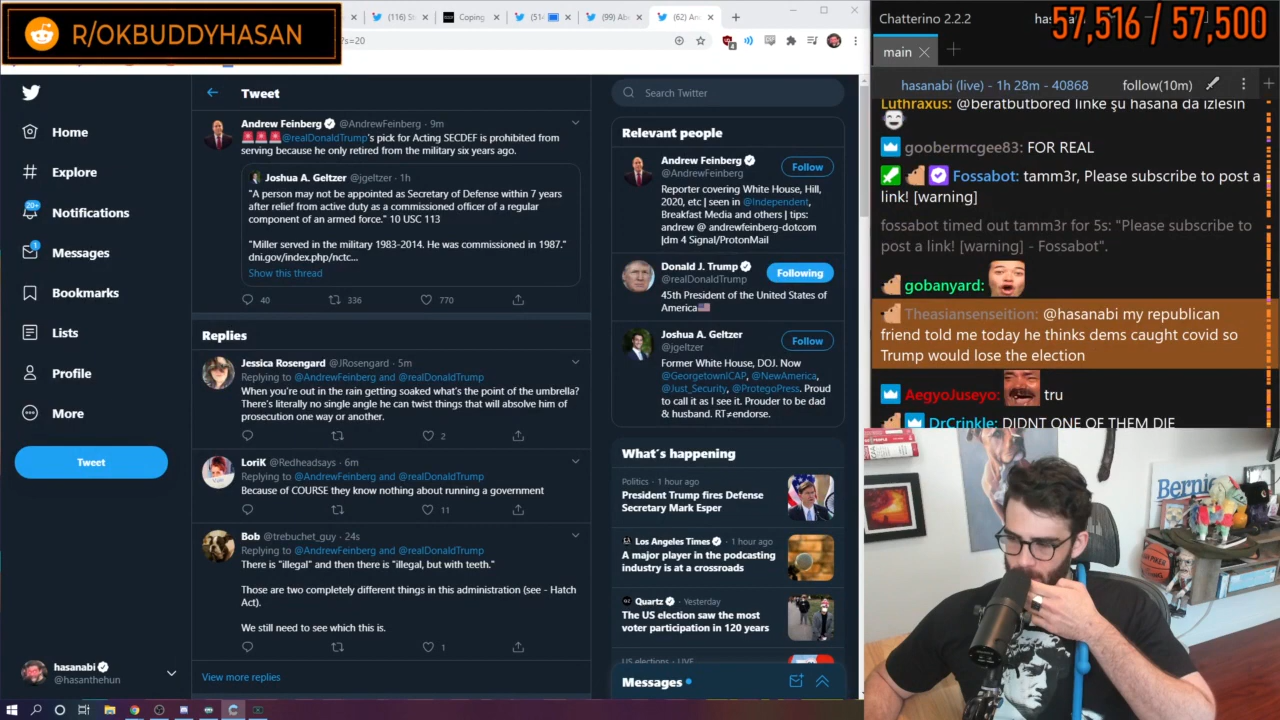 R/OKBUDDYHASAN
(116) St
Coping
(514
(99) Abe
(62) An
?s=20
Tweet
Search Twitter
Home
Explore
20+
Notifications
1
Messages
Bookmarks
Lists
Profile
More
Tweet
hasanabi
@hasanthehun
Andrew Feinberg @AndrewFeinberg · 9m
🚨🚨🚨@realDonaldTrump's pick for Acting SECDEF is prohibited from
serving because he only retired from the military six years ago.
Joshua A. Geltzer @jgeltzer · 1h
"A person may not be appointed as Secretary of Defense within 7 years
after relief from active duty as a commissioned officer of a regular
component of an armed force." 10 USC 113
"Miller served in the military 1983-2014. He was commissioned in 1987."
dni.gov/index.php/nctc...
Show this thread
40 336 770
Replies
Jessica Rosengard @JRosengard · 5m
Replying to @AndrewFeinberg and @realDonaldTrump
When you're out in the rain getting soaked what's the point of the umbrella?
There's literally no single angle he can twist things that will absolve him of
prosecution one way or another.
2
LoriK @Redheadsays · 6m
Replying to @AndrewFeinberg and @realDonaldTrump
Because of COURSE they know nothing about running a government
11
Bob @trebuchet_guy · 24s
Replying to @AndrewFeinberg and @realDonaldTrump
There is "illegal" and then there is "illegal, but with teeth."
Those are two completely different things in this administration (see - Hatch
Act).
We still need to see which this is.
1
View more replies
Relevant people
Andrew Feinberg
@AndrewFeinberg
Follow
Reporter covering White House, Hill,
2020, etc | seen in @Independent,
Breakfast Media and others | tips:
andrew @ andrewfeinberg-dotcom
|dm 4 Signal/ProtonMail
Donald J. Trump
@realDonaldTrump
Following
45th President of the United States of
America🇺🇸
Joshua A. Geltzer
@jgeltzer
Follow
Former White House, DOJ. Now
@GeorgetownICAP, @NewAmerica,
@Just_Security, @ProtegoPress. Proud
to call it as I see it. Prouder to be dad
& husband. RT≠endorse.
What's happening
Politics · 1 hour ago
President Trump fires Defense
Secretary Mark Esper
Los Angeles Times · 1 hour ago
A major player in the podcasting
industry is at a crossroads
Quartz · Yesterday
The US election saw the most
voter participation in 120 years
US elections · LIVE
Messages
Chatterino 2.2.2
57,516 / 57,500
main
hasanabi (live) - 1h 28m - 40868
follow(10m)
Luthraxus: @beratbutbored linke şu hasana da izlesin
goobermcgee83: FOR REAL
Fossabot: tamm3r, Please subscribe to post a
link! [warning]
fossabot timed out tamm3r for 5s: "Please subscribe to
post a link! [warning] - Fossabot".
gobanyard:
Theasiansenseition: @hasanabi my republican
friend told me today he thinks dems caught covid so
Trump would lose the election
AegyoJuseyo: tru
DrCrinkle: DIDNT ONE OF THEM DIE
Bernie